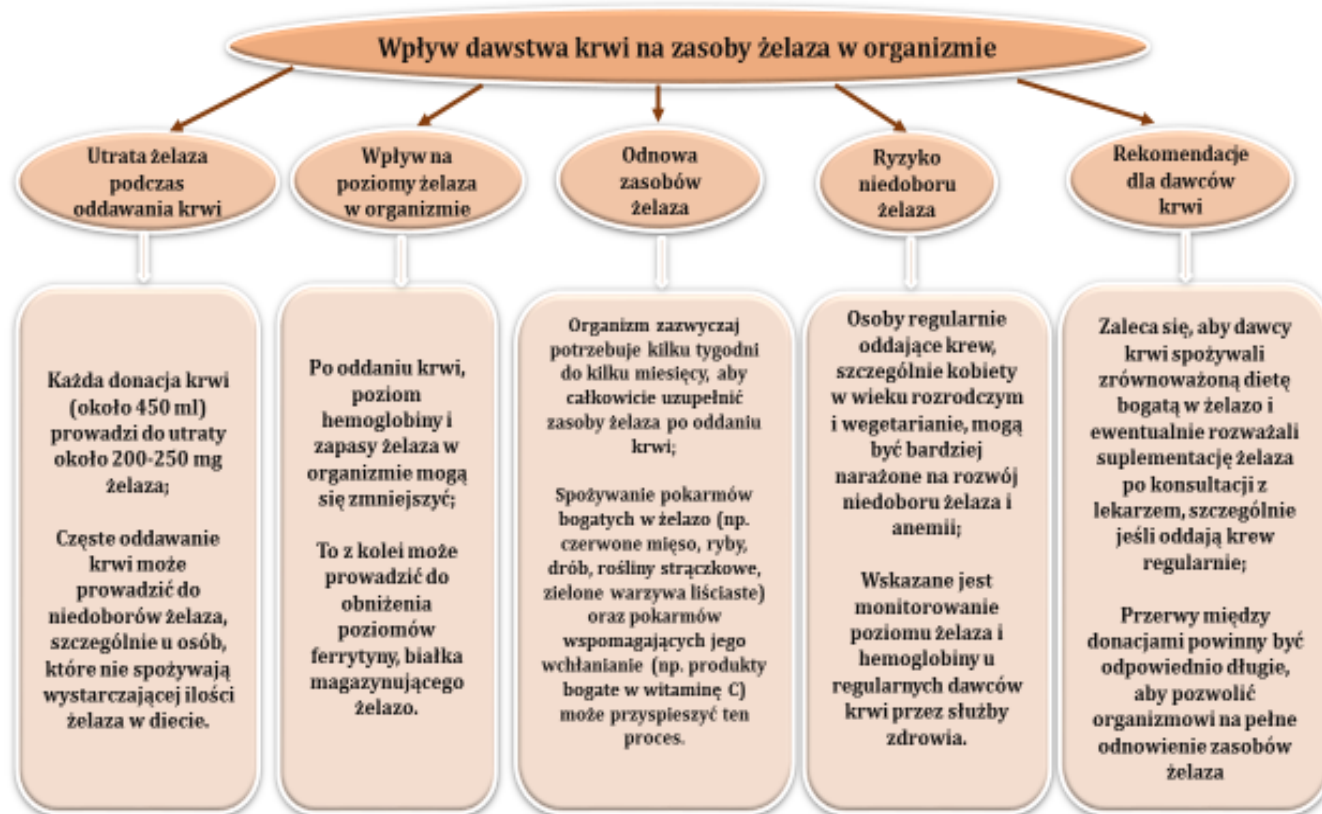 Wpływ dawstwa krwi na zasoby żelaza w organizmie
Utrata żelaza
podczas
oddawania krwi
Wpływ na
poziomy żelaza
w organizmie
Odnowa
zasobów
żelaza
Ryzyko
niedoboru
żelaza
Rekomendacje
dla dawców
krwi
Każda donacja krwi
(około 450 ml)
prowadzi do utraty
około 200-250 mg
żelaza;
Częste oddawanie
krwi może
prowadzić do
niedoborów żelaza,
szczególnie u osób,
które nie spożywają
wystarczającej ilości
żelaza w diecie.
Po oddaniu krwi,
poziom
hemoglobiny i
zapasy żelaza w
organizmie mogą
się zmniejszyć;
To z kolei może
prowadzić do
obniżenia
poziomów
ferrytyny, białka
magazynującego
żelazo.
Organizm zazwyczaj
potrzebuje kilku tygodni
do kilku miesięcy, aby
całkowicie uzupełnić
zasoby żelaza po oddaniu
krwi;
Spożywanie pokarmów
bogatych w żelazo (np.
czerwone mięso, ryby,
drób, rośliny strączkowe,
zielone warzywa liściaste)
oraz pokarmów
wspomagających jego
wchłanianie (np. produkty
bogate w witaminę C)
może przyspieszyć ten
proces.
Osoby regularnie
oddające krew,
szczególnie kobiety
w wieku rozrodczym
i wegetarianie, mogą
być bardziej
narażone na rozwój
niedoboru żelaza i
anemii;
Wskazane jest
monitorowanie
poziomu żelaza i
hemoglobiny u
regularnych dawców
krwi przez służby
zdrowia.
Zaleca się, aby dawcy
krwi spożywali
zrównoważoną dietę
bogatą w żelazo i
ewentualnie rozważali
suplementację żelaza
po konsultacji z
lekarzem, szczególnie
jeśli oddają krew
regularnie;
Przerwy między
donacjami powinny być
odpowiednio długie,
aby pozwolić
organizmowi na pełne
odnowienie zasobów
żelaza